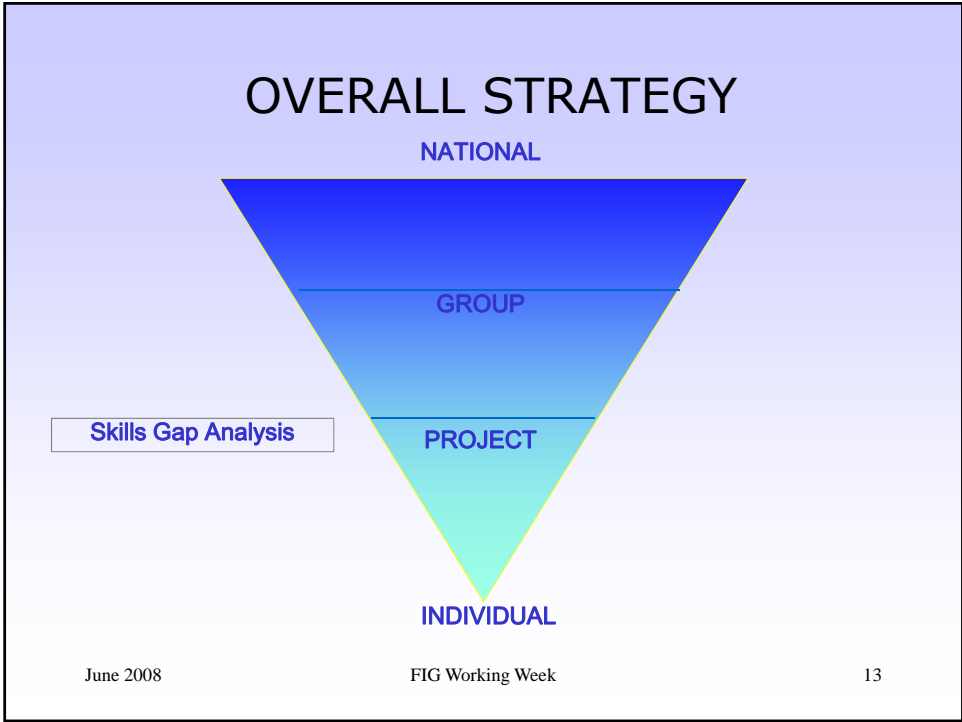 OVERALL STRATEGY
NATIONAL
GROUP
Skills Gap Analysis
PROJECT
INDIVIDUAL
June 2008
FIG Working Week
13